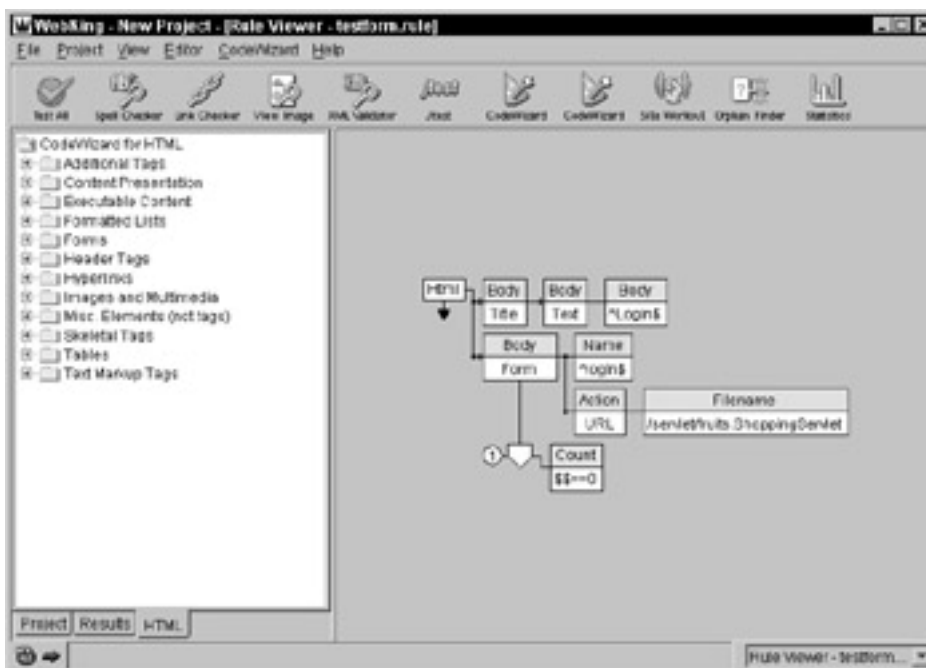 WebKing - New Project - [Rule Viewer - testform.rule]
File Project View Editor CodeWizard Help
Test All Spell Checker Link Checker View Image XML Validator Jtest CodeWizard CodeWizard Site Workout Orphan Finder Statistics
CodeWizard for HTML
Additional Tags
Content Presentation
Executable Content
Formatted Lists
Forms
Header Tags
Hyperlinks
Images and Multimedia
Misc. Elements (not tags)
Skeletal Tags
Tables
Text Markup Tags
Html
Body Body Body
Title Text ^Login$
Body Name
Form ^login$
Action Filename
URL /servlet/fruits.ShoppingServlet
1
Count
$$==0
Project Results HTML
Rule Viewer - testform...